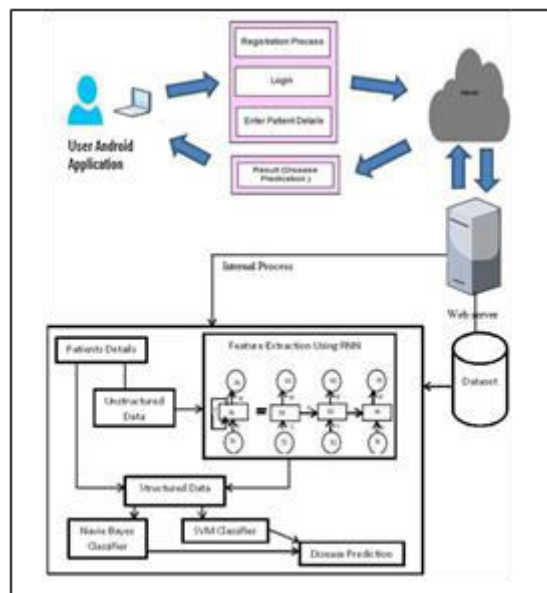 Registration Process
Login
Enter Patient Details
User Android
Application
Result (Disease
Predication )
Internal Process
Web server
Dataset
Patients Details
Feature Extraction Using RNN
Unstructured
Data
Structured Data
Navie Bayes
Classifier
SVM Classifier
Disease Prediction